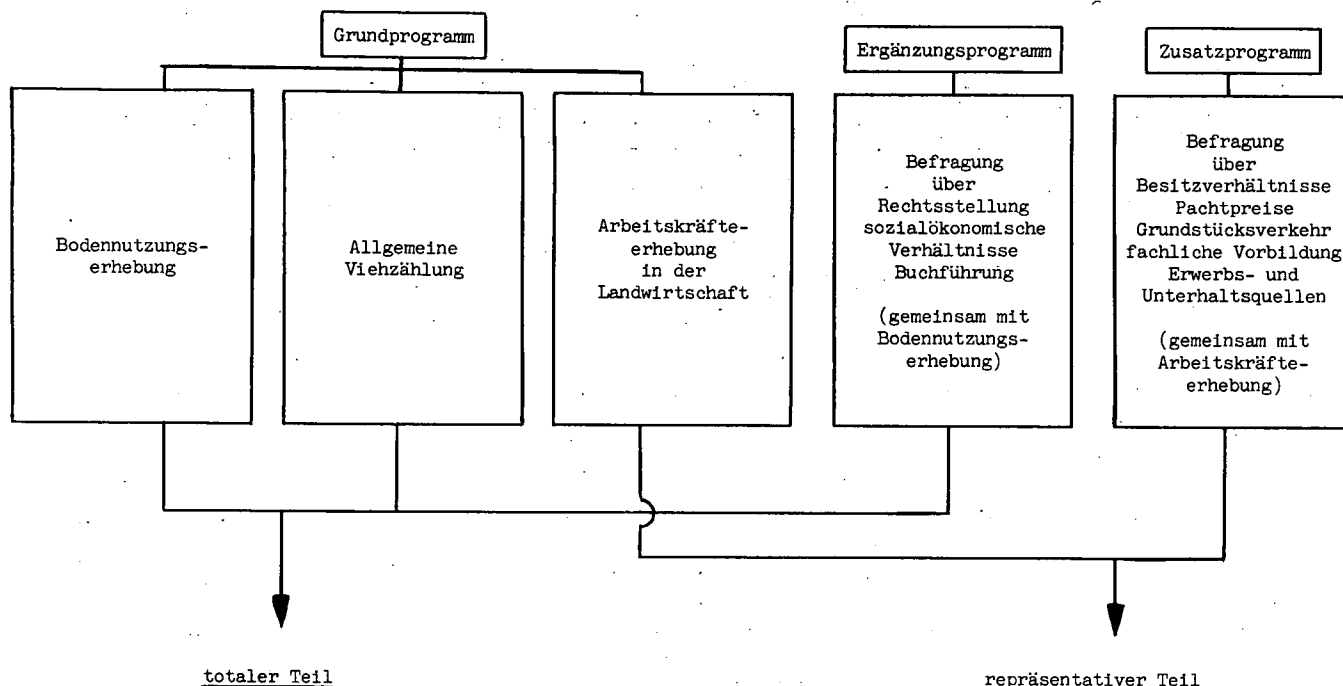 Grundprogramm
Ergänzungsprogramm
Zusatzprogramm
Bodennutzungs-
erhebung
Allgemeine
Viehzählung
Arbeitskräfte-
erhebung
in der
Landwirtschaft
Befragung
über
Rechtsstellung
sozialökonomische
Verhältnisse
Buchführung
(gemeinsam mit
Bodennutzungs-
erhebung)
Befragung
über
Besitzverhältnisse
Pachtpreise
Grundstücksverkehr
fachliche Vorbildung
Erwerbs- und
Unterhaltsquellen
(gemeinsam mit
Arbeitskräfte-
erhebung)
totaler Teil
repräsentativer Teil